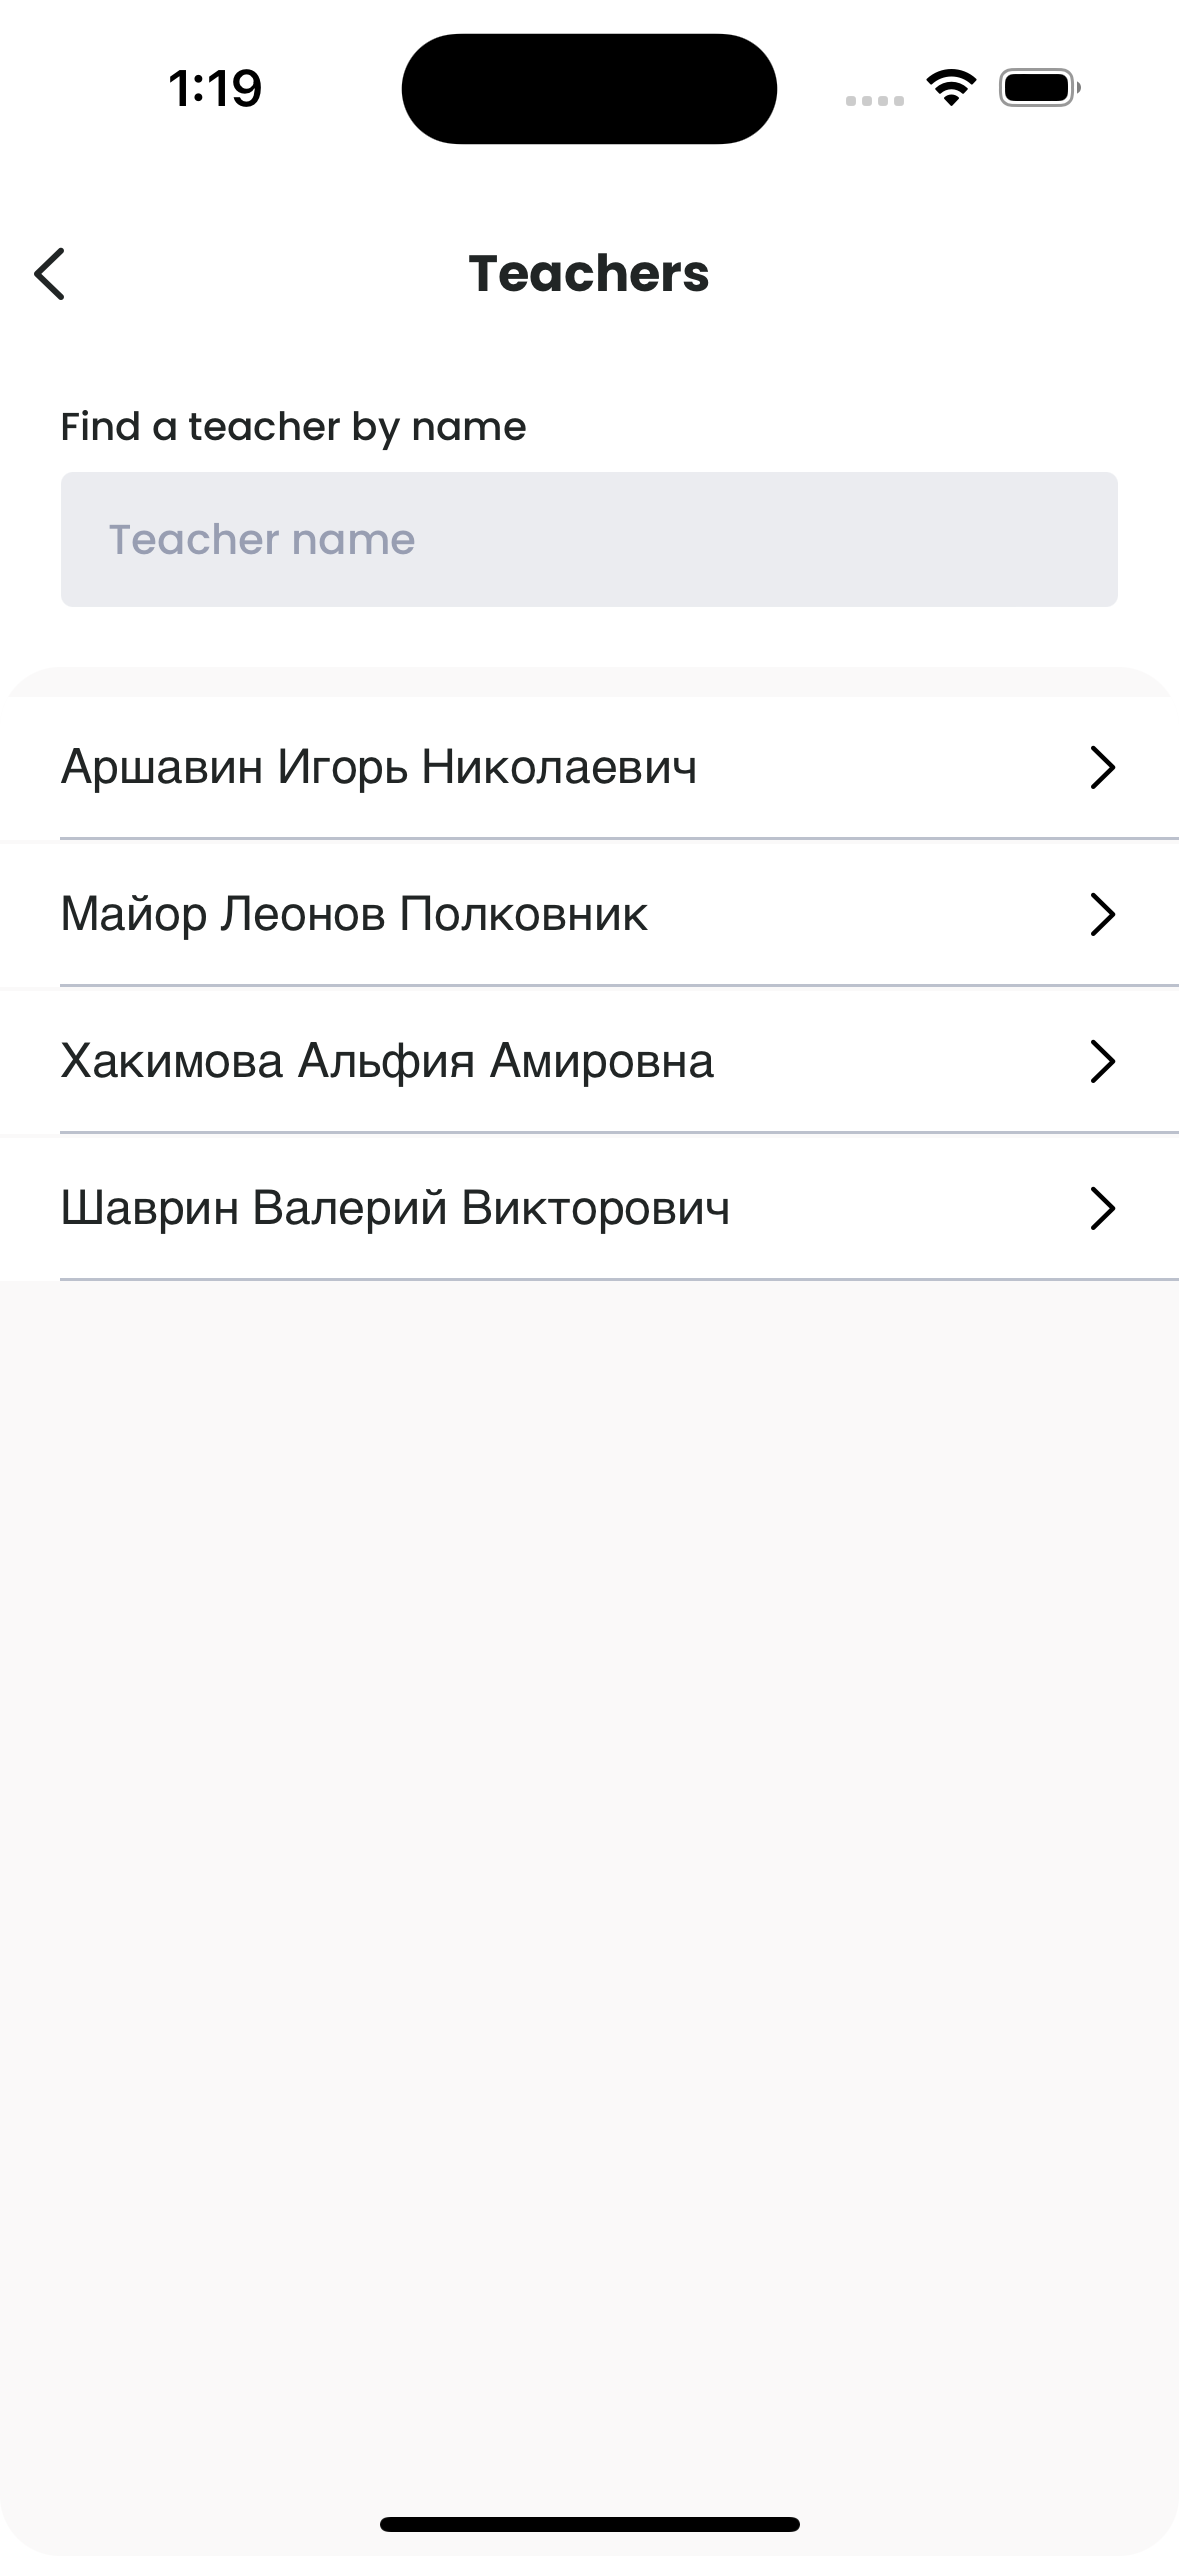 1:19
Teachers
Find a teacher by name
Teacher name
Аршавин Игорь Николаевич
Майор Леонов Полковник
Хакимова Альфия Амировна
Шаврин Валерий Викторович